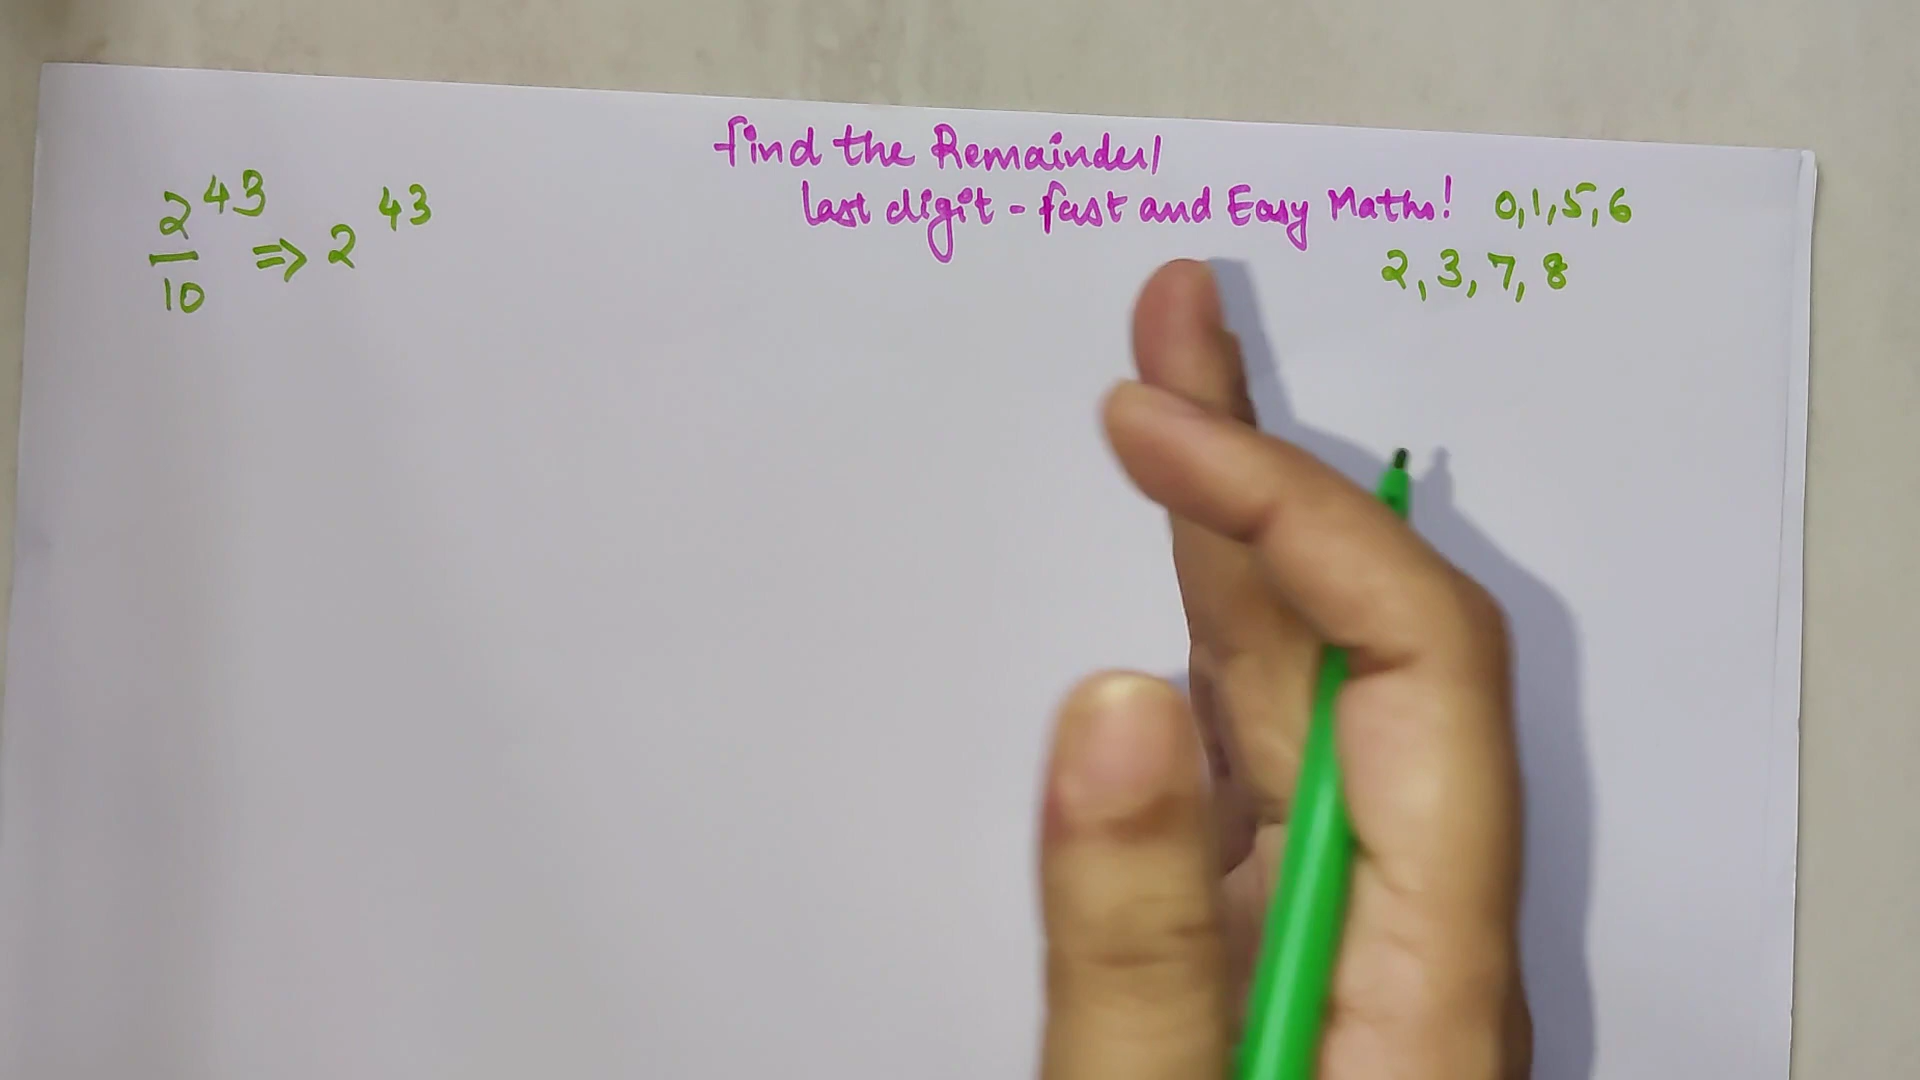 find the Remainder/
last digit - fast and Easy Maths! 0,1,5,6
2, 3, 7, 8
2^43/10 => 2^43